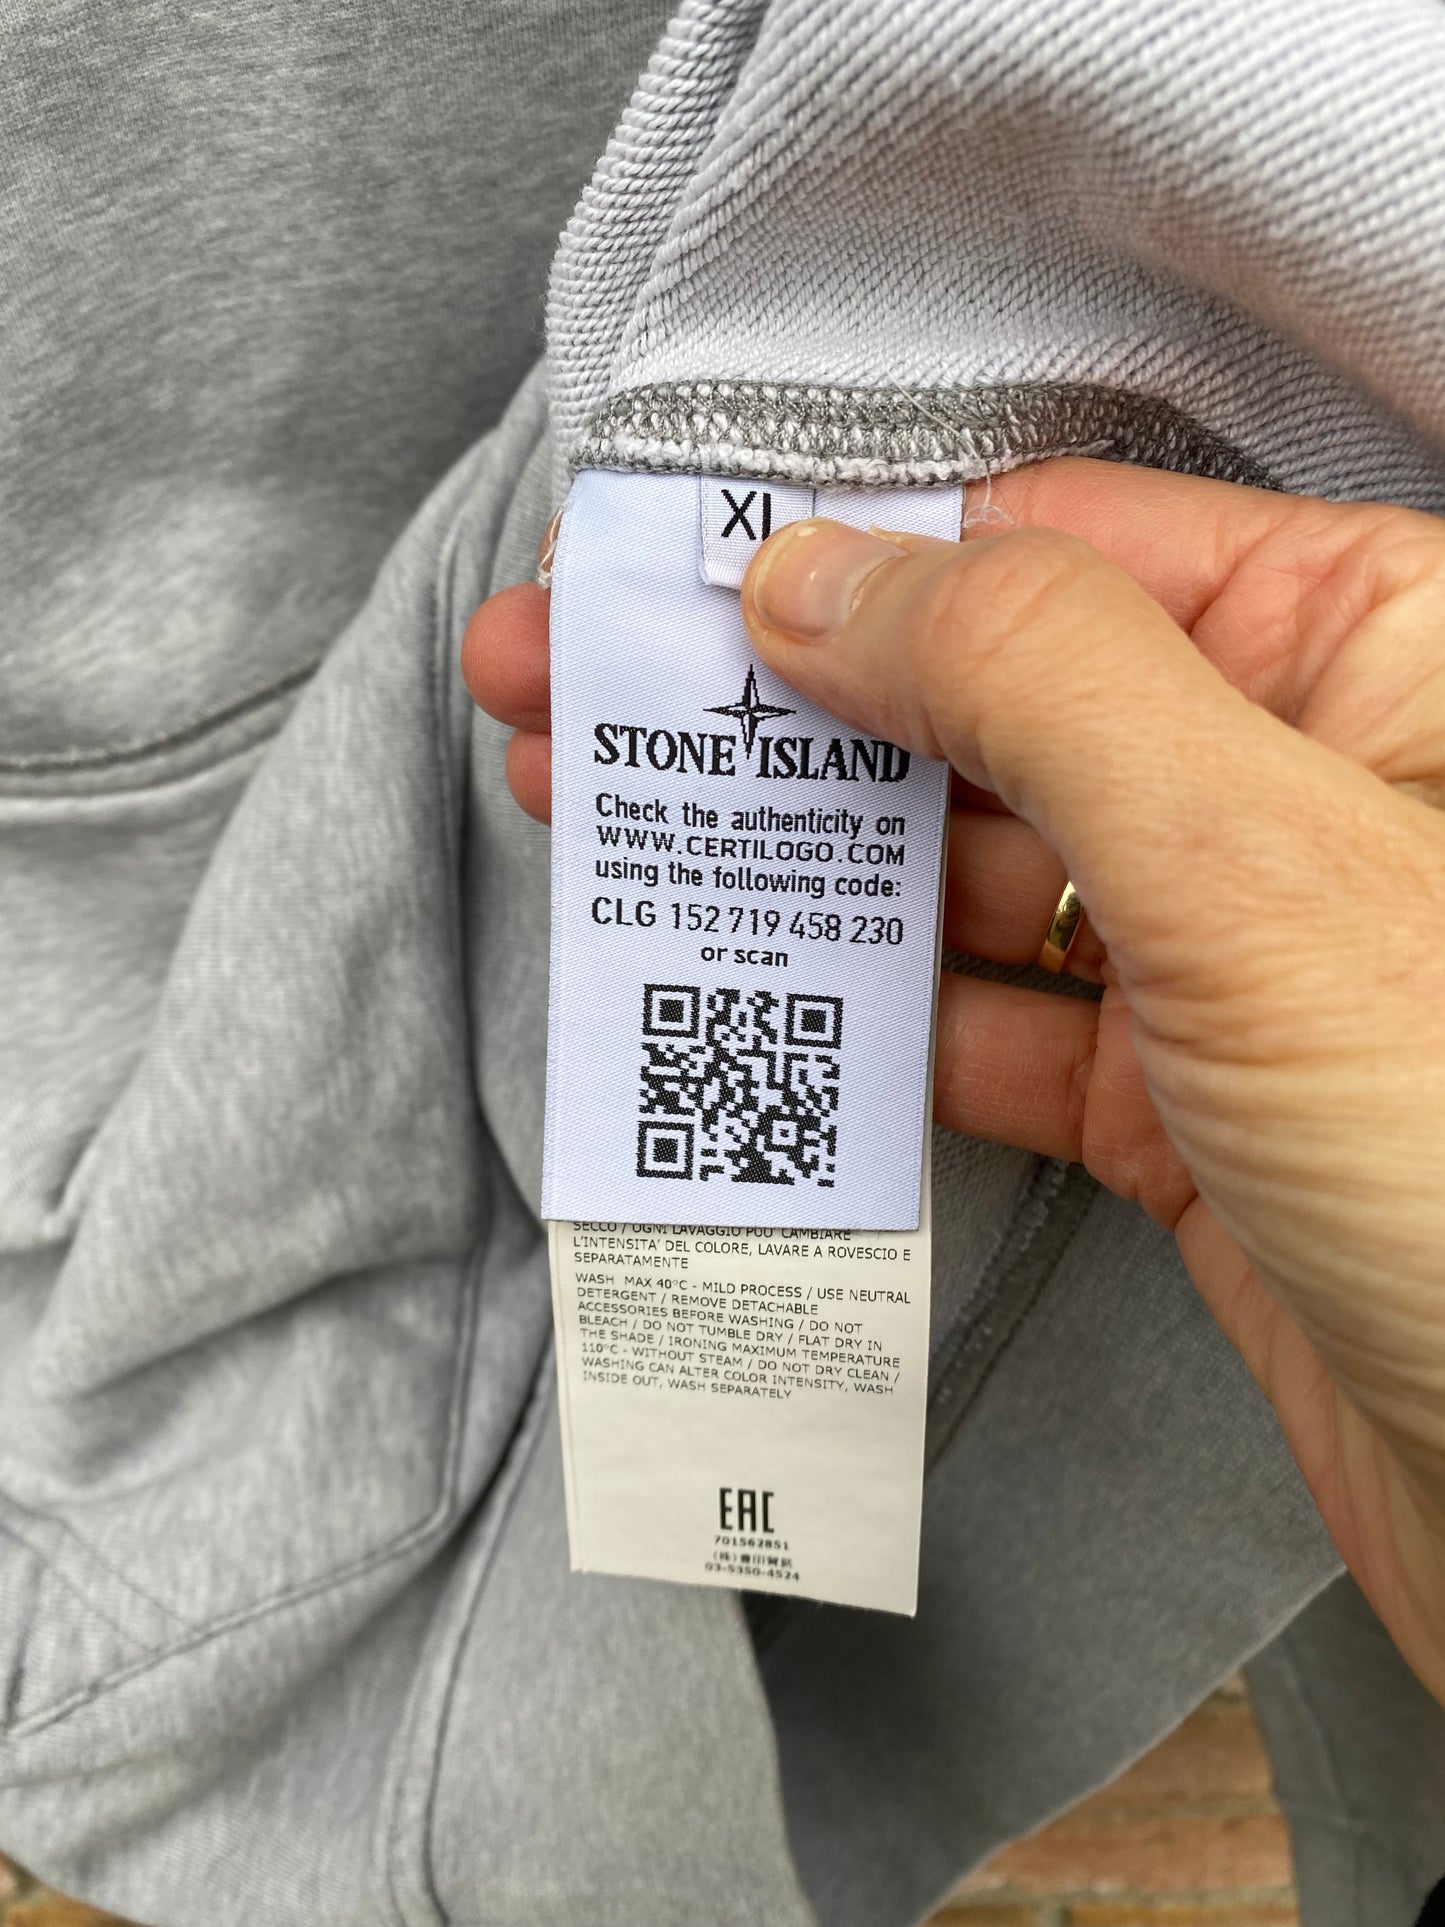 XL
STONE ISLAND
Check the authenticity on
WWW.CERTILOGO.COM
using the following code:
CLG 152 719 458 230
or scan
SECCO / OGNI LAVAGGIO PUO' CAMBIARE
L'INTENSITA' DEL COLORE, LAVARE A ROVESCIO E
SEPARATAMENTE
WASH MAX 40°C - MILD PROCESS / USE NEUTRAL
DETERGENT / REMOVE DETACHABLE
ACCESSORIES BEFORE WASHING / DO NOT
BLEACH / DO NOT TUMBLE DRY / FLAT DRY IN
THE SHADE / IRONING MAXIMUM TEMPERATURE
110°C - WITHOUT STEAM / DO NOT DRY CLEAN /
WASHING CAN ALTER COLOR INTENSITY, WASH
INSIDE OUT, WASH SEPARATELY
EAC
701562851
03-5350-4524